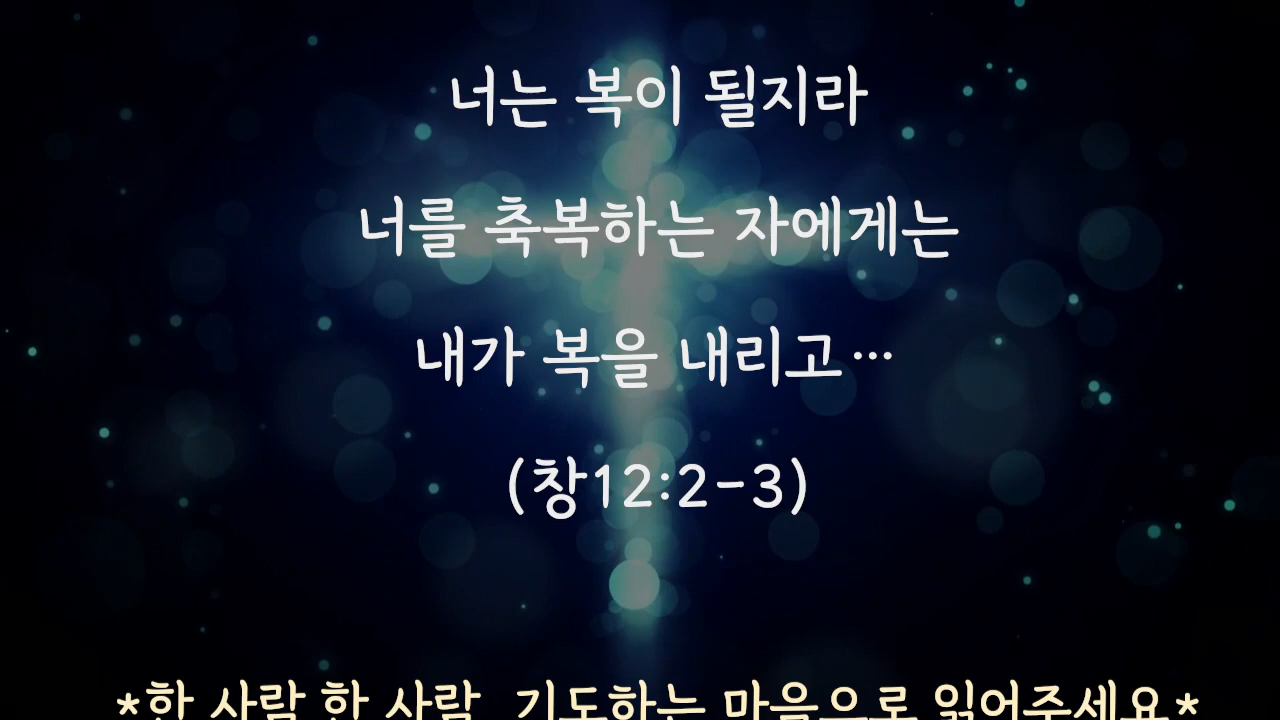 너는 복이 될지라
너를 축복하는 자에게는
내가 복을 내리고…
(창12:2-3)
*한 사람 한 사람 기도하는 마음으로 읽어주세요*